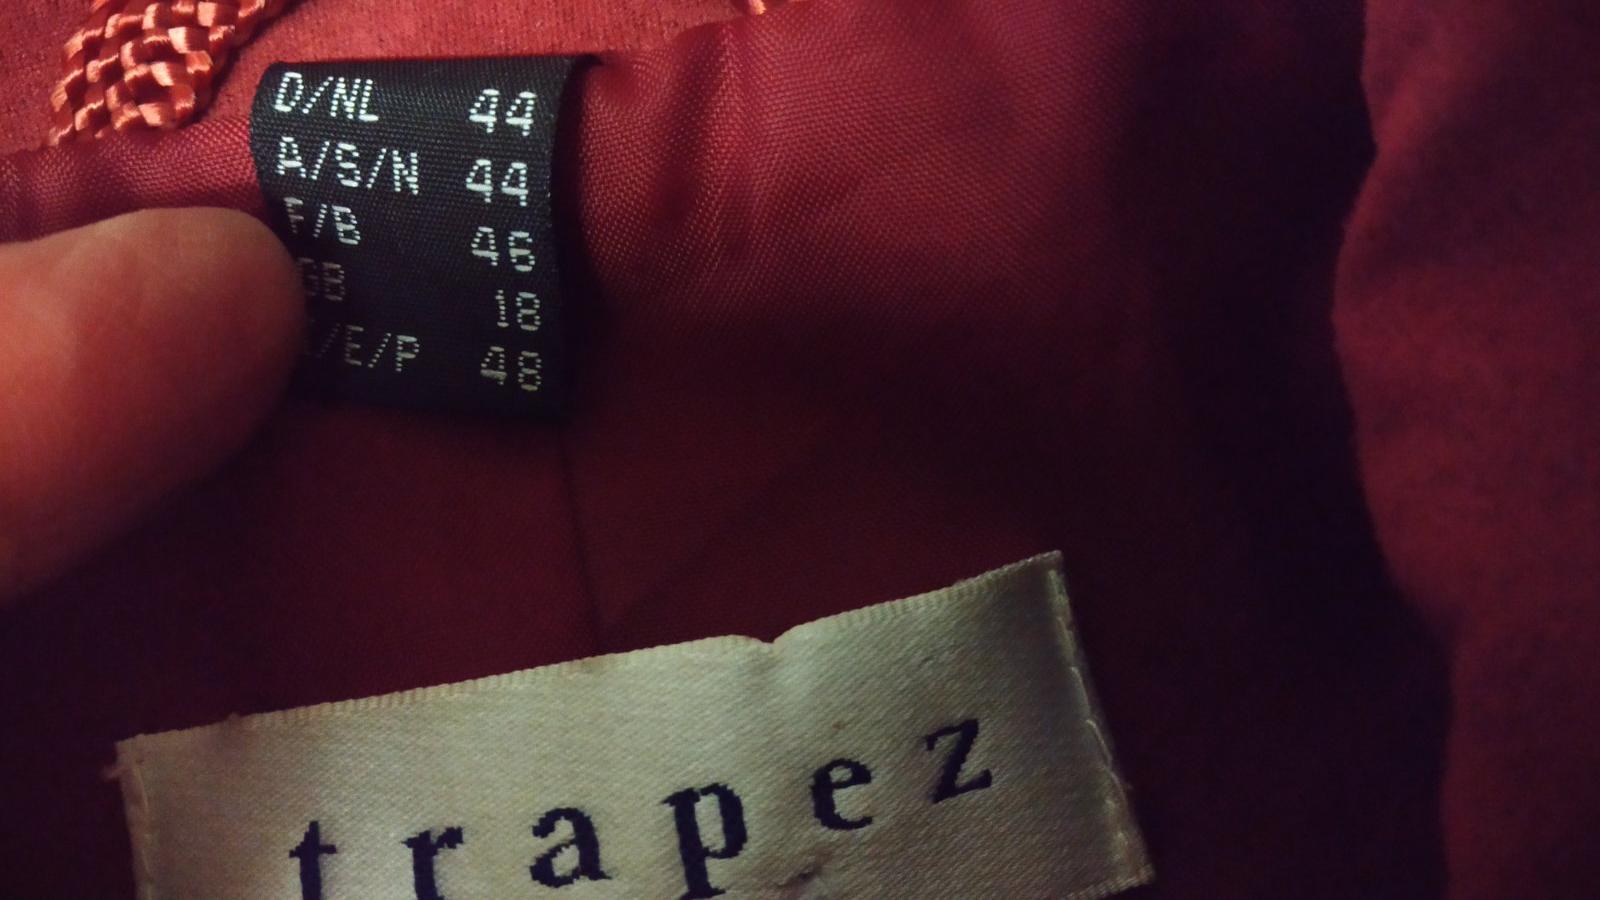 D/NL 44
A/S/N 44
F/B 46
GB 18
/E/P 48
trapez